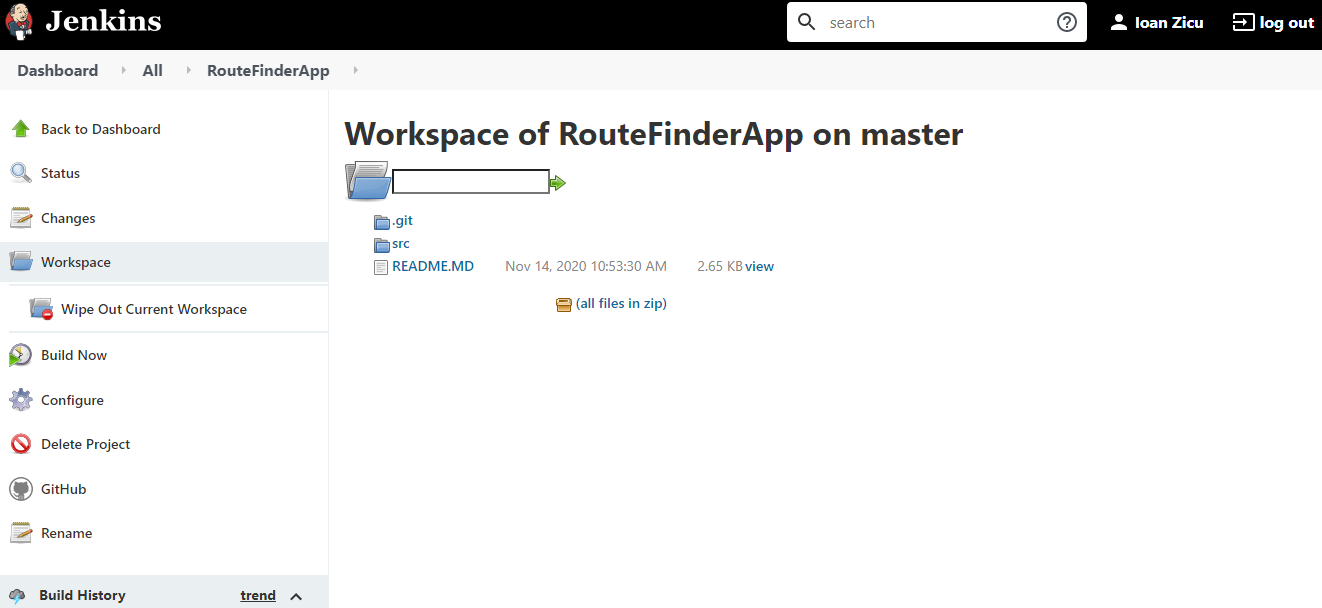 Jenkins
search
Ioan Zicu
log out
Dashboard All RouteFinderApp
Back to Dashboard
Status
Changes
Workspace
Wipe Out Current Workspace
Build Now
Configure
Delete Project
GitHub
Rename
Build History trend
Workspace of RouteFinderApp on master
.git
src
README.MD Nov 14, 2020 10:53:30 AM 2.65 KB view
(all files in zip)